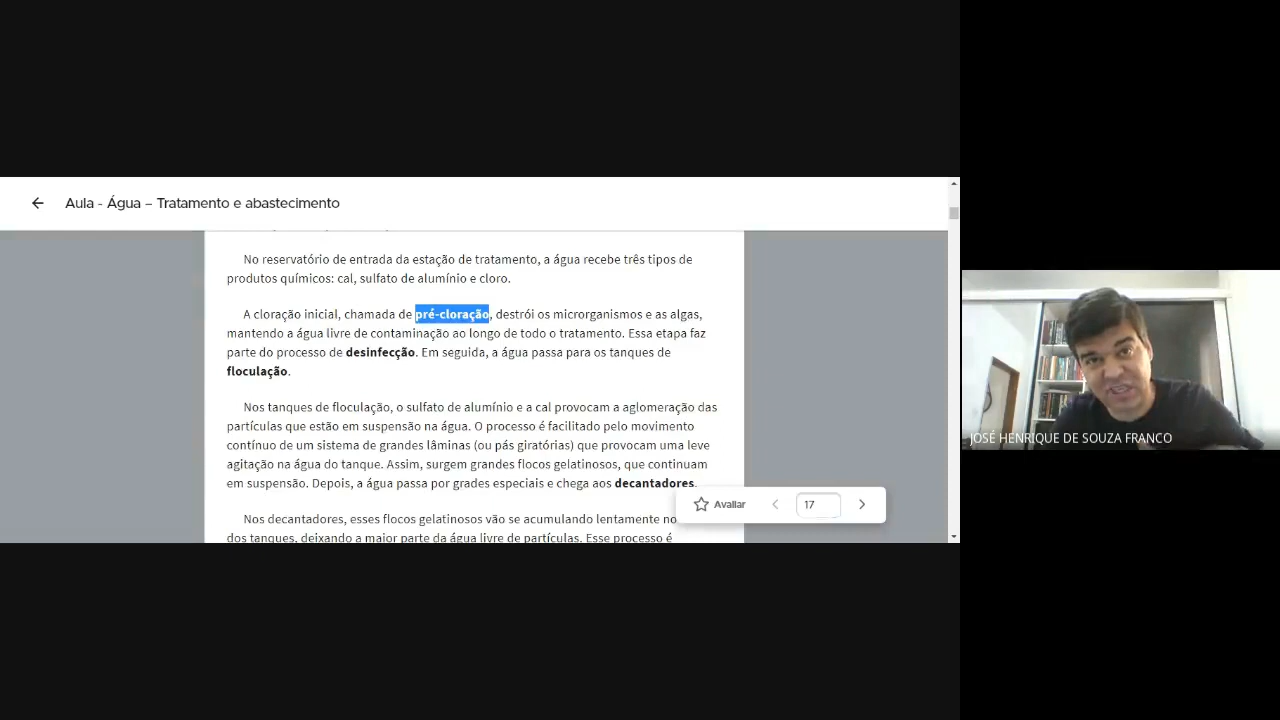 Aula - Água – Tratamento e abastecimento
No reservatório de entrada da estação de tratamento, a água recebe três tipos de
produtos químicos: cal, sulfato de alumínio e cloro.
A cloração inicial, chamada de pré-cloração, destrói os microrganismos e as algas,
mantendo a água livre de contaminação ao longo de todo o tratamento. Essa etapa faz
parte do processo de desinfecção. Em seguida, a água passa para os tanques de
floculação.
Nos tanques de floculação, o sulfato de alumínio e a cal provocam a aglomeração das
partículas que estão em suspensão na água. O processo é facilitado pelo movimento
contínuo de um sistema de grandes lâminas (ou pás giratórias) que provocam uma leve
agitação na água do tanque. Assim, surgem grandes flocos gelatinosos, que continuam
em suspensão. Depois, a água passa por grades especiais e chega aos decantadores.
Nos decantadores, esses flocos gelatinosos vão se acumulando lentamente no
dos tanques, deixando a maior parte da água livre de partículas. Esse processo é
Avaliar
17
JOSÉ HENRIQUE DE SOUZA FRANCO